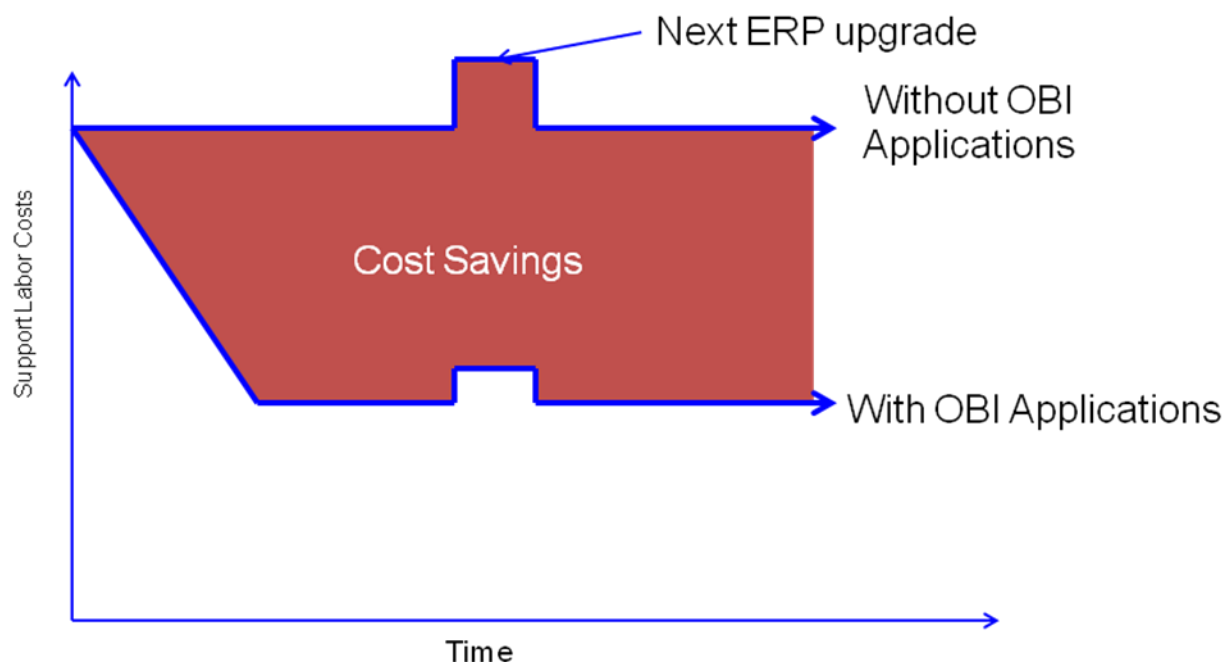 Next ERP upgrade
Without OBI
Applications
Support Labor Costs
Cost Savings
With OBI Applications
Time